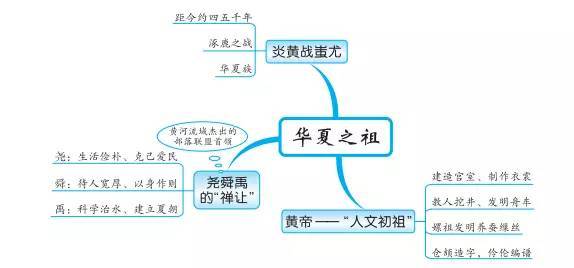 华夏之祖
炎黄战蚩尤
距今约四五千年
涿鹿之战
华夏族
黄河流域杰出的
部落联盟首领
尧舜禹
的“禅让”
尧：生活俭朴、克己爱民
舜：待人宽厚、以身作则
禹：科学治水、建立夏朝
黄帝——“人文初祖”
建造宫室、制作衣裳
教人挖井、发明舟车
嫘祖发明养蚕缫丝
仓颉造字，伶伦编谱